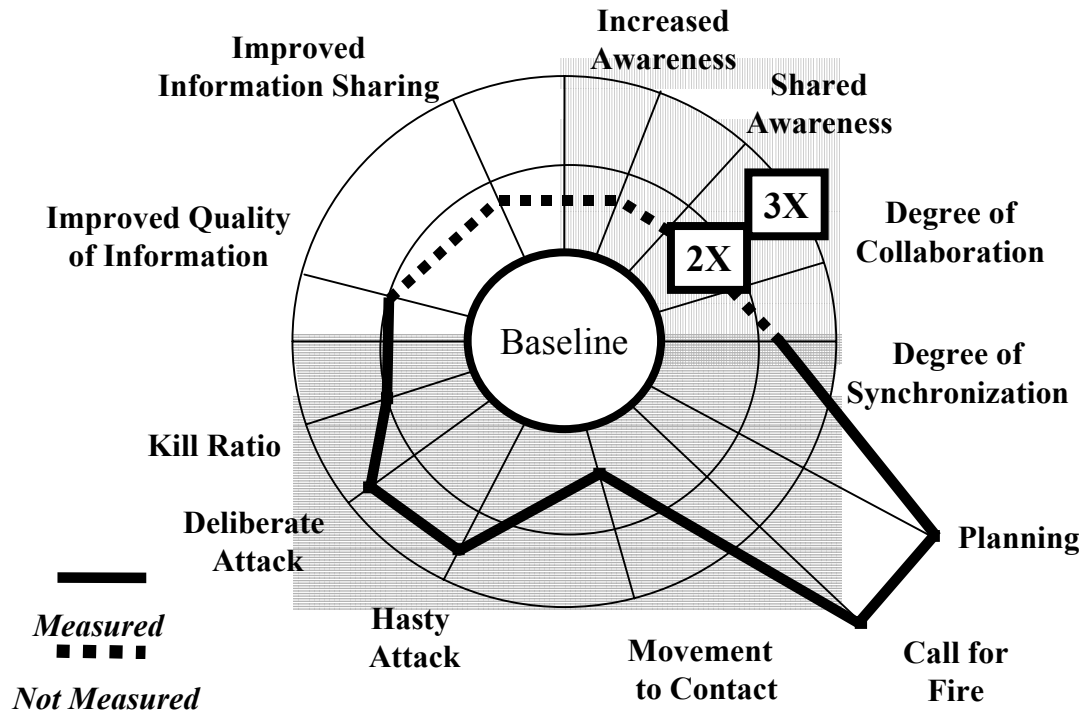 Increased
Awareness
Improved
Information Sharing
Shared
Awareness
3X
Improved Quality
of Information
Degree of
Collaboration
2X
Baseline
Degree of
Synchronization
Kill Ratio
Deliberate
Attack
Planning
Measured
Hasty
Attack
Movement
to Contact
Call for
Fire
Not Measured